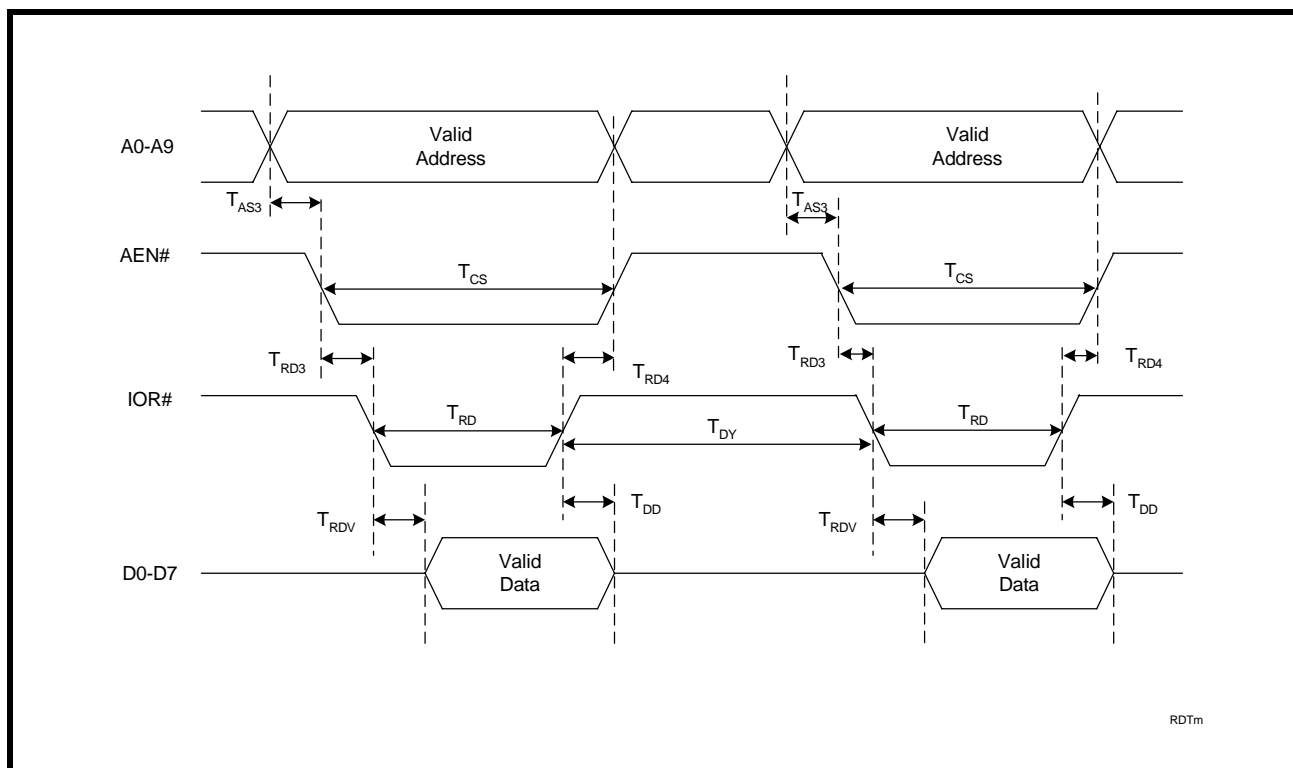 A0-A9
Valid
Address
Valid
Address
TAS3
TAS3
AEN#
TCS
TCS
TRD3
TRD4
TRD3
TRD4
IOR#
TRD
TDY
TRD
TRDV
TDD
TRDV
TDD
D0-D7
Valid
Data
Valid
Data
RDTm